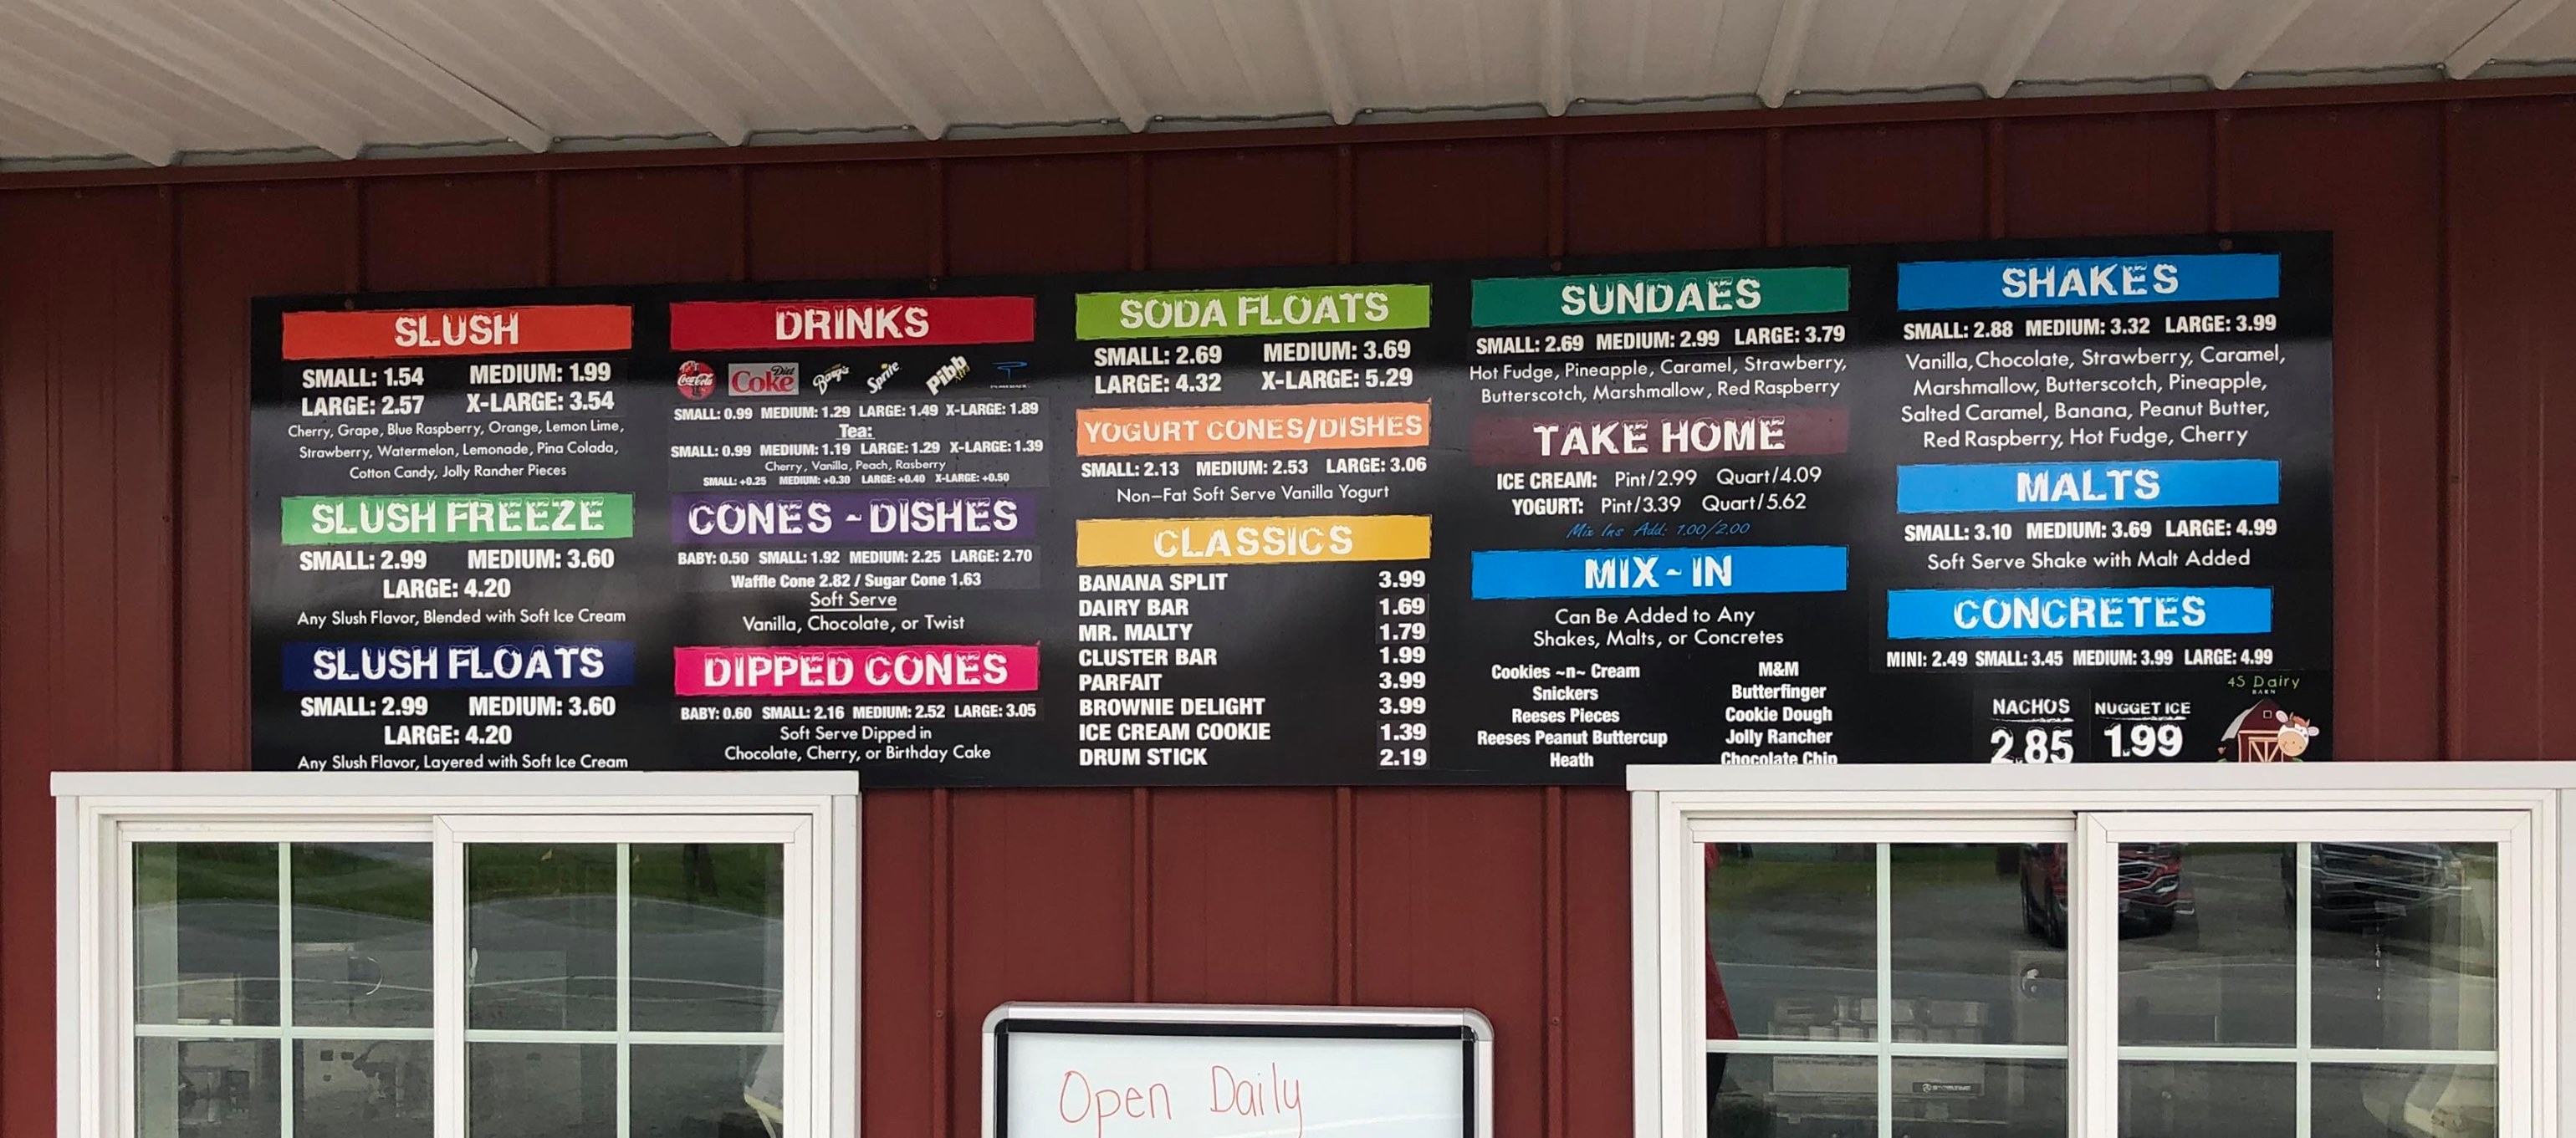 SLUSH
SMALL: 1.54 MEDIUM: 1.99
LARGE: 2.57 X-LARGE: 3.54
Cherry, Grape, Blue Raspberry, Orange, Lemon Lime,
Strawberry, Watermelon, Lemonade, Pina Colada,
Cotton Candy, Jolly Rancher Pieces
SLUSH FREEZE
SMALL: 2.99 MEDIUM: 3.60
LARGE: 4.20
Any Slush Flavor, Blended with Soft Ice Cream
SLUSH FLOATS
SMALL: 2.99 MEDIUM: 3.60
LARGE: 4.20
Any Slush Flavor, Layered with Soft Ice Cream
DRINKS
Coca-Cola Diet Coke Barq's Sprite Pibb
SMALL: 0.99 MEDIUM: 1.29 LARGE: 1.49 X-LARGE: 1.89
Tea:
SMALL: 0.99 MEDIUM: 1.19 LARGE: 1.29 X-LARGE: 1.39
Cherry, Vanilla, Peach, Rasberry
SMALL: +0.25 MEDIUM: +0.30 LARGE: +0.40 X-LARGE: +0.50
CONES - DISHES
BABY: 0.50 SMALL: 1.92 MEDIUM: 2.25 LARGE: 2.70
Waffle Cone 2.82 / Sugar Cone 1.63
Soft Serve
Vanilla, Chocolate, or Twist
DIPPED CONES
BABY: 0.60 SMALL: 2.16 MEDIUM: 2.52 LARGE: 3.05
Soft Serve Dipped in
Chocolate, Cherry, or Birthday Cake
SODA FLOATS
SMALL: 2.69 MEDIUM: 3.69
LARGE: 4.32 X-LARGE: 5.29
YOGURT CONES/DISHES
SMALL: 2.13 MEDIUM: 2.53 LARGE: 3.06
Non-Fat Soft Serve Vanilla Yogurt
CLASSICS
BANANA SPLIT 3.99
DAIRY BAR 1.69
MR. MALTY 1.79
CLUSTER BAR 1.99
PARFAIT 3.99
BROWNIE DELIGHT 3.99
ICE CREAM COOKIE 1.39
DRUM STICK 2.19
SUNDAES
SMALL: 2.69 MEDIUM: 2.99 LARGE: 3.79
Hot Fudge, Pineapple, Caramel, Strawberry,
Butterscotch, Marshmallow, Red Raspberry
TAKE HOME
ICE CREAM: Pint/2.99 Quart/4.09
YOGURT: Pint/3.39 Quart/5.62
Mix Ins Add: 1.00/2.00
MIX - IN
Can Be Added to Any
Shakes, Malts, or Concretes
Cookies ~n~ Cream M&M
Snickers Butterfinger
Reeses Pieces Cookie Dough
Reeses Peanut Buttercup Jolly Rancher
Heath Chocolate Chip
SHAKES
SMALL: 2.88 MEDIUM: 3.32 LARGE: 3.99
Vanilla, Chocolate, Strawberry, Caramel,
Marshmallow, Butterscotch, Pineapple,
Salted Caramel, Banana, Peanut Butter,
Red Raspberry, Hot Fudge, Cherry
MALTS
SMALL: 3.10 MEDIUM: 3.69 LARGE: 4.99
Soft Serve Shake with Malt Added
CONCRETES
MINI: 2.49 SMALL: 3.45 MEDIUM: 3.99 LARGE: 4.99
NACHOS
2.85
NUGGET ICE
1.99
45 Dairy
BARN
Open Daily